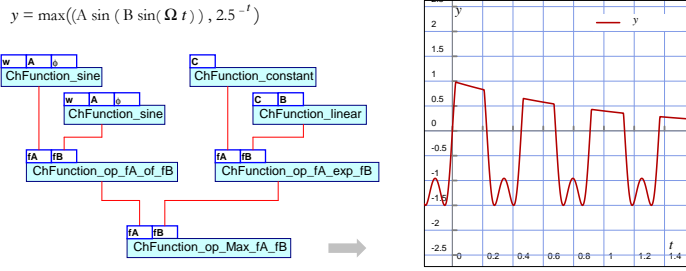 y = max((A sin ( B sin( Ω t ) ) , 2.5 ^-t )
w A ϕ
ChFunction_sine
w A ϕ
ChFunction_sine
C
ChFunction_constant
C B
ChFunction_linear
fA fB
ChFunction_op_fA_of_fB
fA fB
ChFunction_op_fA_exp_fB
fA fB
ChFunction_op_Max_fA_fB
y
y
2
1.5
1
0.5
0
-0.5
-1
-1.5
-2
-2.5
0 0.2 0.4 0.6 0.8 1 1.2 1.4
t